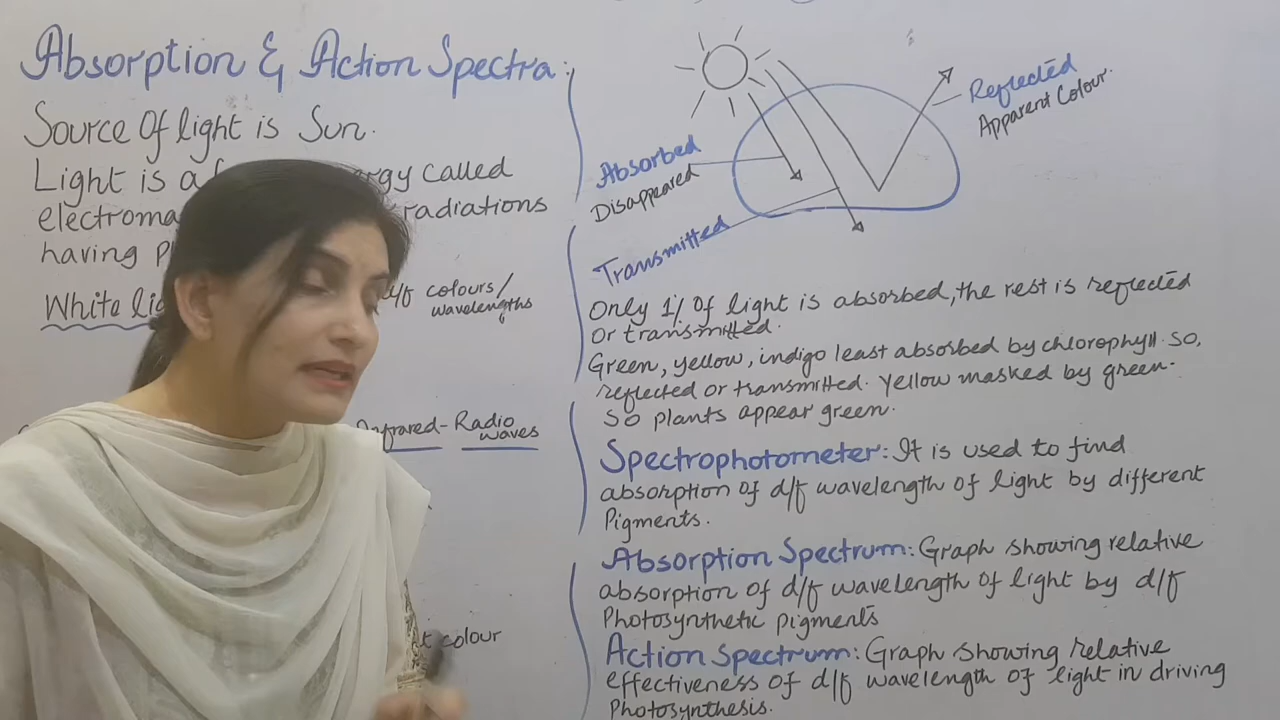 Absorption & Action Spectra:
Source Of light is Sun.
Light is a energy called
electroma radiations
having
White d/f colours/
wavelengths
Infrared - Radio
waves
colour
Reflected
Apparent Colour.
Absorbed
Disappeared
Transmitted
Only 1% Of light is absorbed, the rest is reflected
Or transmitted.
Green, yellow, indigo least absorbed by chlorophyll. So,
reflected or transmitted. Yellow masked by green.
SO plants appear green.
Spectrophotometer: It is used to find
absorption of d/f wavelength of light by different
Pigments.
Absorption Spectrum: Graph showing relative
absorption of d/f wavelength of light by d/f
Photosynthetic pigments
Action Spectrum: Graph showing relative
effectiveness of d/f wavelength of light in driving
Photosynthesis.